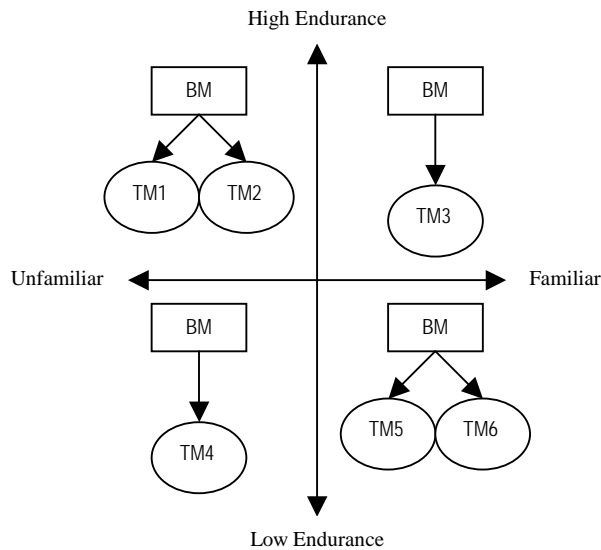 High Endurance
BM
BM
TM1
TM2
TM3
Unfamiliar
Familiar
BM
BM
TM4
TM5
TM6
Low Endurance